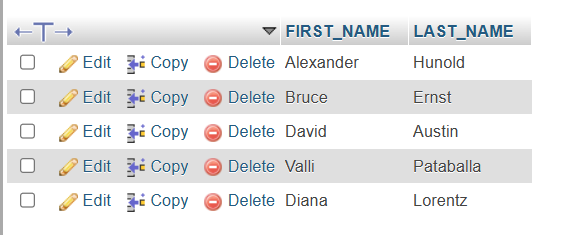 FIRST_NAME LAST_NAME
Edit Copy Delete Alexander Hunold
Edit Copy Delete Bruce Ernst
Edit Copy Delete David Austin
Edit Copy Delete Valli Pataballa
Edit Copy Delete Diana Lorentz